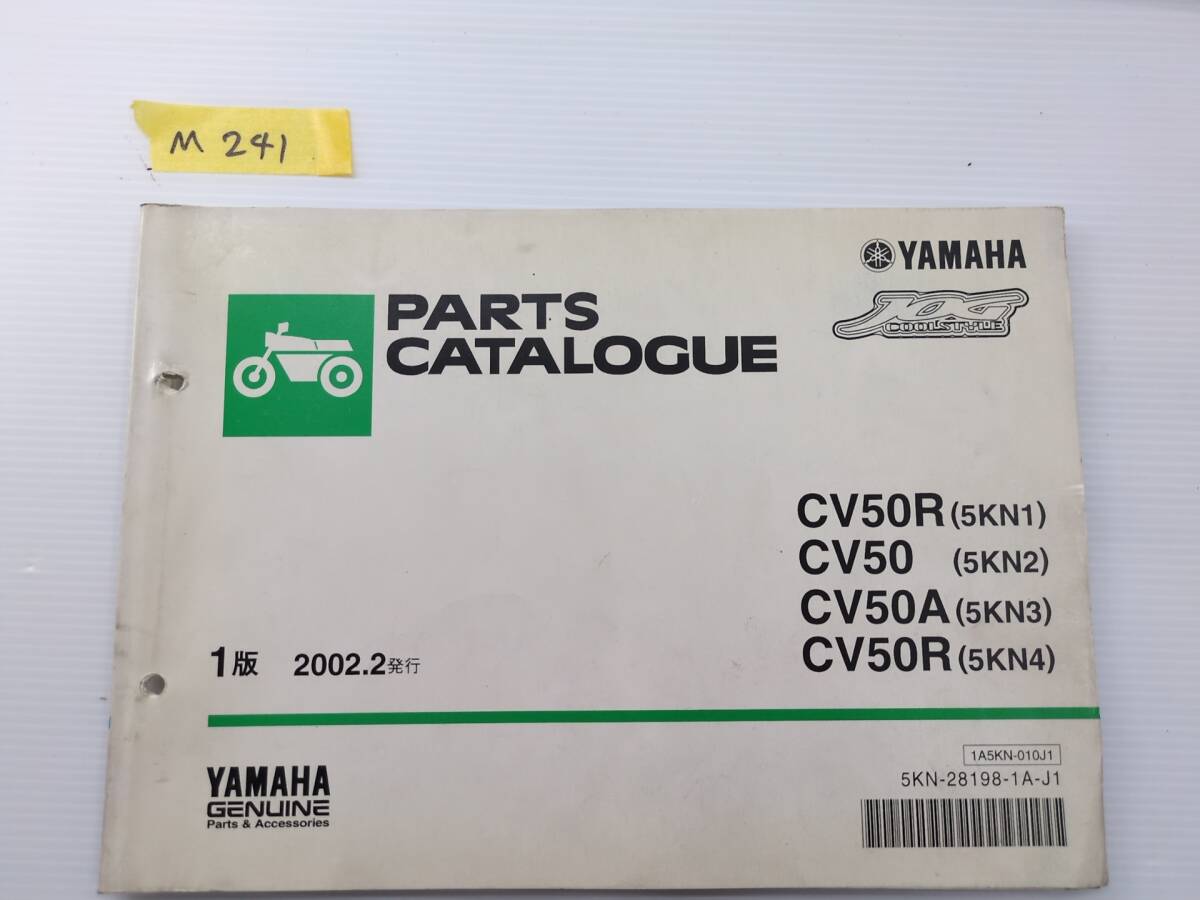 M 241
YAMAHA
JOG
COOLSTYLE
PARTS
CATALOGUE
CV50R (5KN1)
CV50 (5KN2)
CV50A (5KN3)
CV50R (5KN4)
1版 2002.2発行
YAMAHA
GENUINE
Parts & Accessories
1A5KN-010J1
5KN-28198-1A-J1